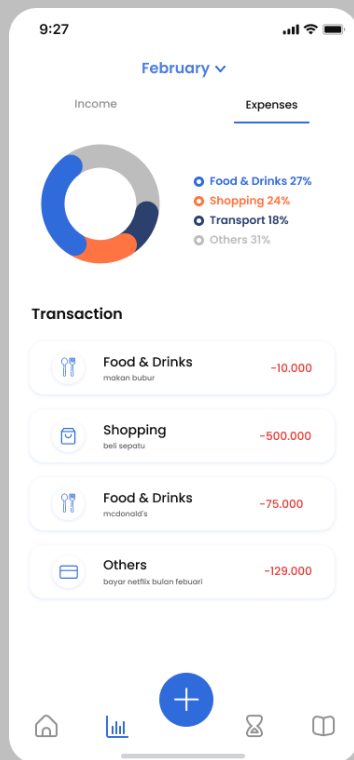 9:27
February
Income
Expenses
Food & Drinks 27%
Shopping 24%
Transport 18%
Others 31%
Transaction
Food & Drinks
makan bubur
-10.000
Shopping
beli sepatu
-500.000
Food & Drinks
mcdonald's
-75.000
Others
bayar netflix bulan febuari
-129.000